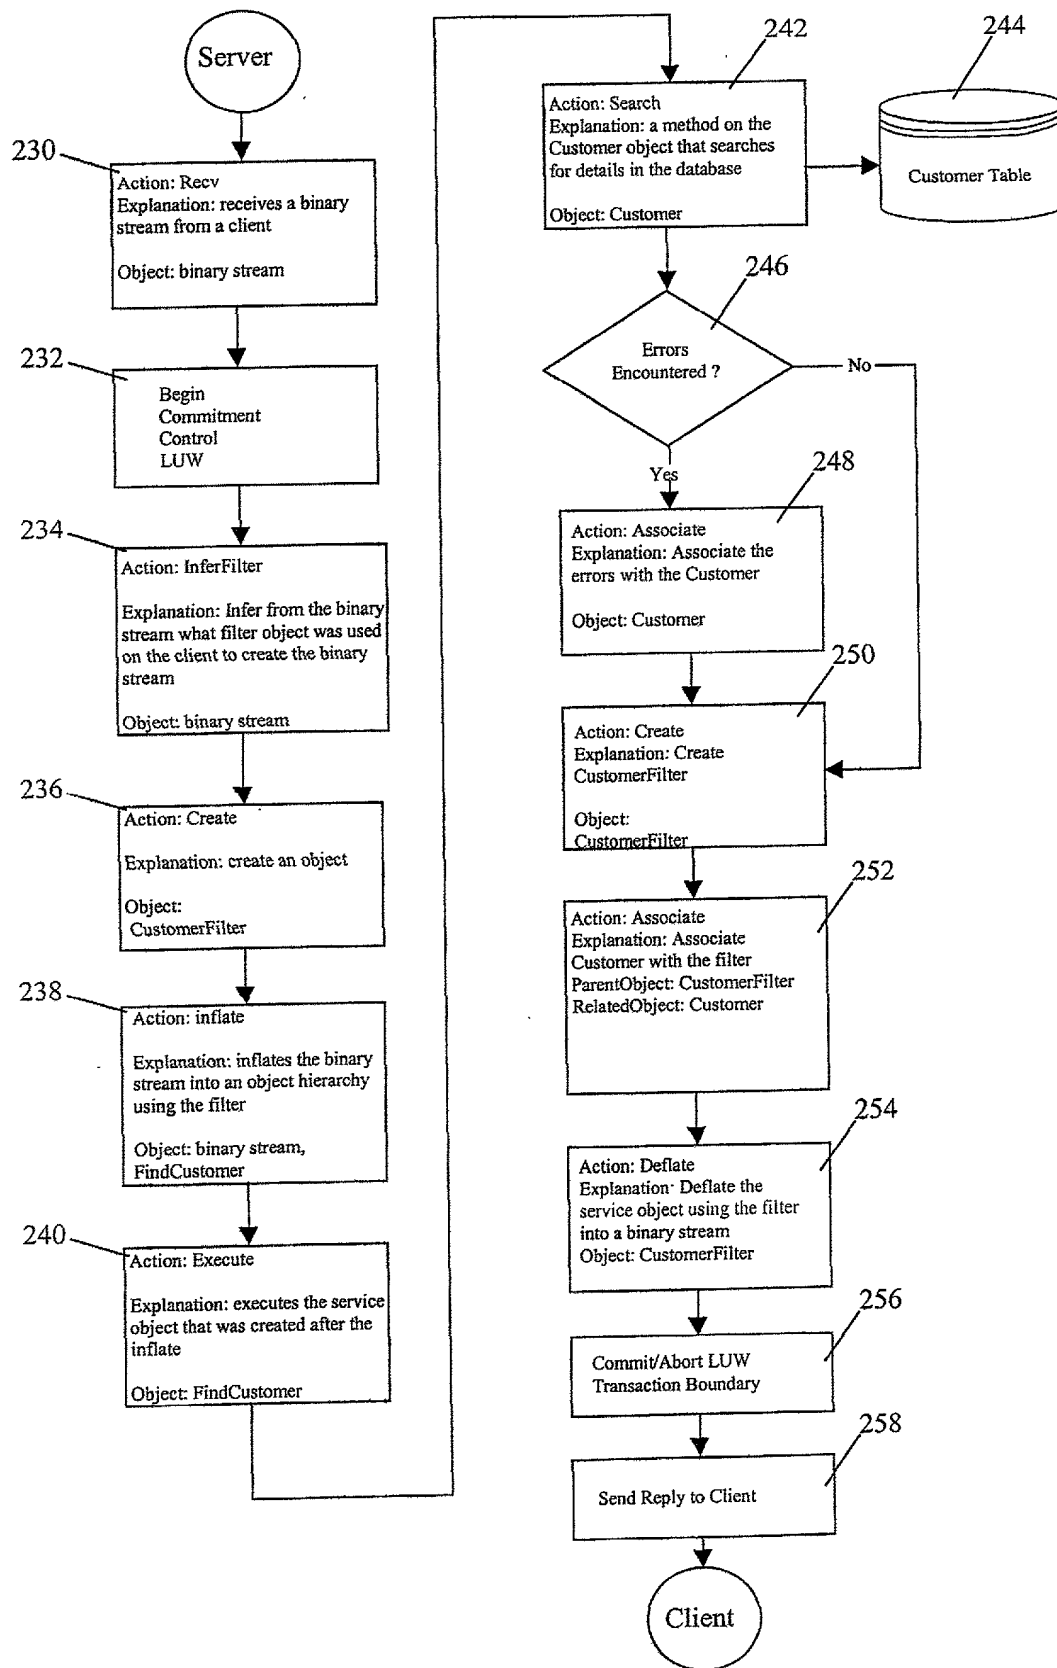 Server
230
Action: Recv
Explanation: receives a binary
stream from a client
Object: binary stream
232
Begin
Commitment
Control
LUW
234
Action: InferFilter
Explanation: Infer from the binary
stream what filter object was used
on the client to create the binary
stream
Object: binary stream
236
Action: Create
Explanation: create an object
Object:
CustomerFilter
238
Action: inflate
Explanation: inflates the binary
stream into an object hierarchy
using the filter
Object: binary stream,
FindCustomer
240
Action: Execute
Explanation: executes the service
object that was created after the
inflate
Object: FindCustomer
242
Action: Search
Explanation: a method on the
Customer object that searches
for details in the database
Object: Customer
244
Customer Table
246
Errors
Encountered ?
No
Yes
248
Action: Associate
Explanation: Associate the
errors with the Customer
Object: Customer
250
Action: Create
Explanation: Create
CustomerFilter
Object:
CustomerFilter
252
Action: Associate
Explanation: Associate
Customer with the filter
ParentObject: CustomerFilter
RelatedObject: Customer
254
Action: Deflate
Explanation: Deflate the
service object using the filter
into a binary stream
Object: CustomerFilter
256
Commit/Abort LUW
Transaction Boundary
258
Send Reply to Client
Client